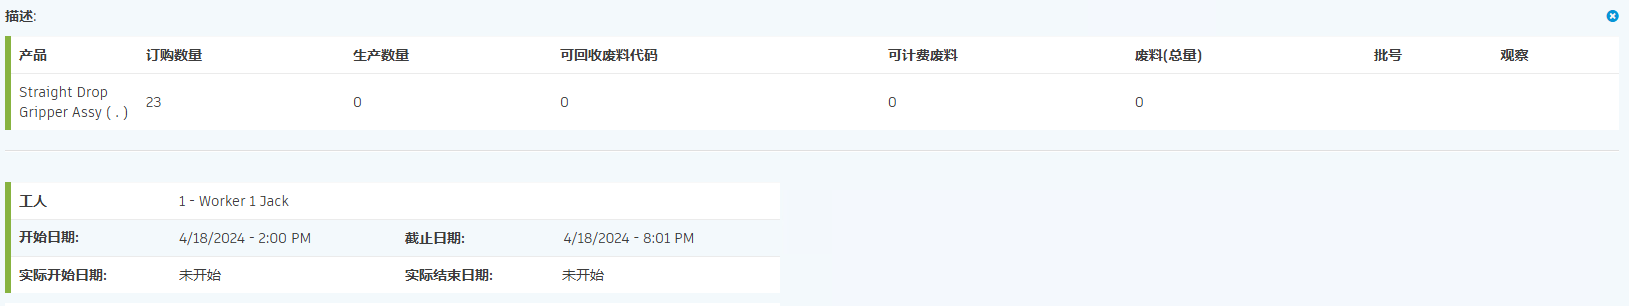 描述:
产品 订购数量 生产数量 可回收废料代码 可计费废料 废料(总量) 批号 观察
Straight Drop
Gripper Assy ( . ) 23 0 0 0 0
工人 1 - Worker 1 Jack
开始日期: 4/18/2024 - 2:00 PM 截止日期: 4/18/2024 - 8:01 PM
实际开始日期: 未开始 实际结束日期: 未开始